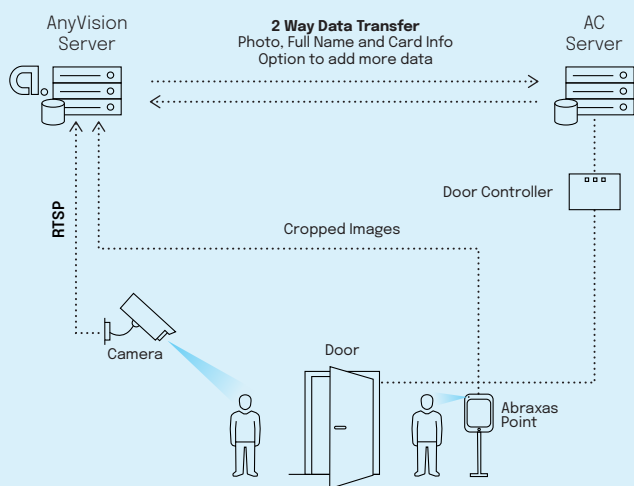 AnyVision
Server
2 Way Data Transfer
Photo, Full Name and Card Info
Option to add more data
AC
Server
a.
Door Controller
RTSP
Cropped Images
Camera
Door
Abraxas
Point